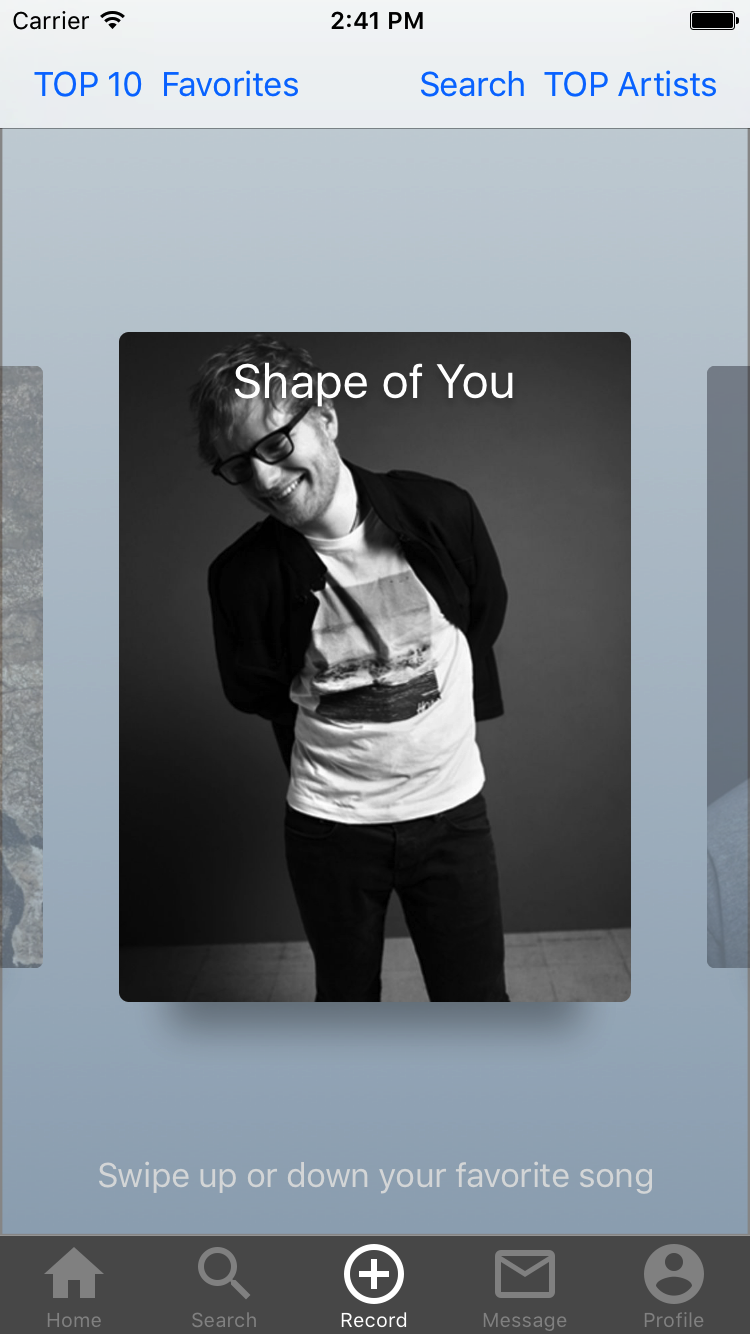 Carrier 2:41 PM
TOP 10 Favorites Search TOP Artists
Shape of You
Swipe up or down your favorite song
Home Search Record Message Profile